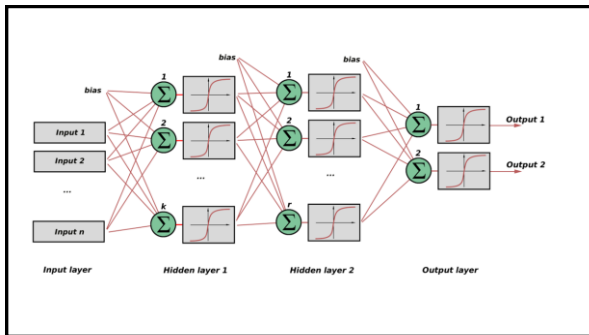 bias
bias
bias
1
1
1
Σ
Σ
Σ
Output 1
Input 1
2
2
2
Σ
Σ
Σ
Output 2
Input 2
...
...
...
k
r
Σ
Σ
Input n
Input layer
Hidden layer 1
Hidden layer 2
Output layer